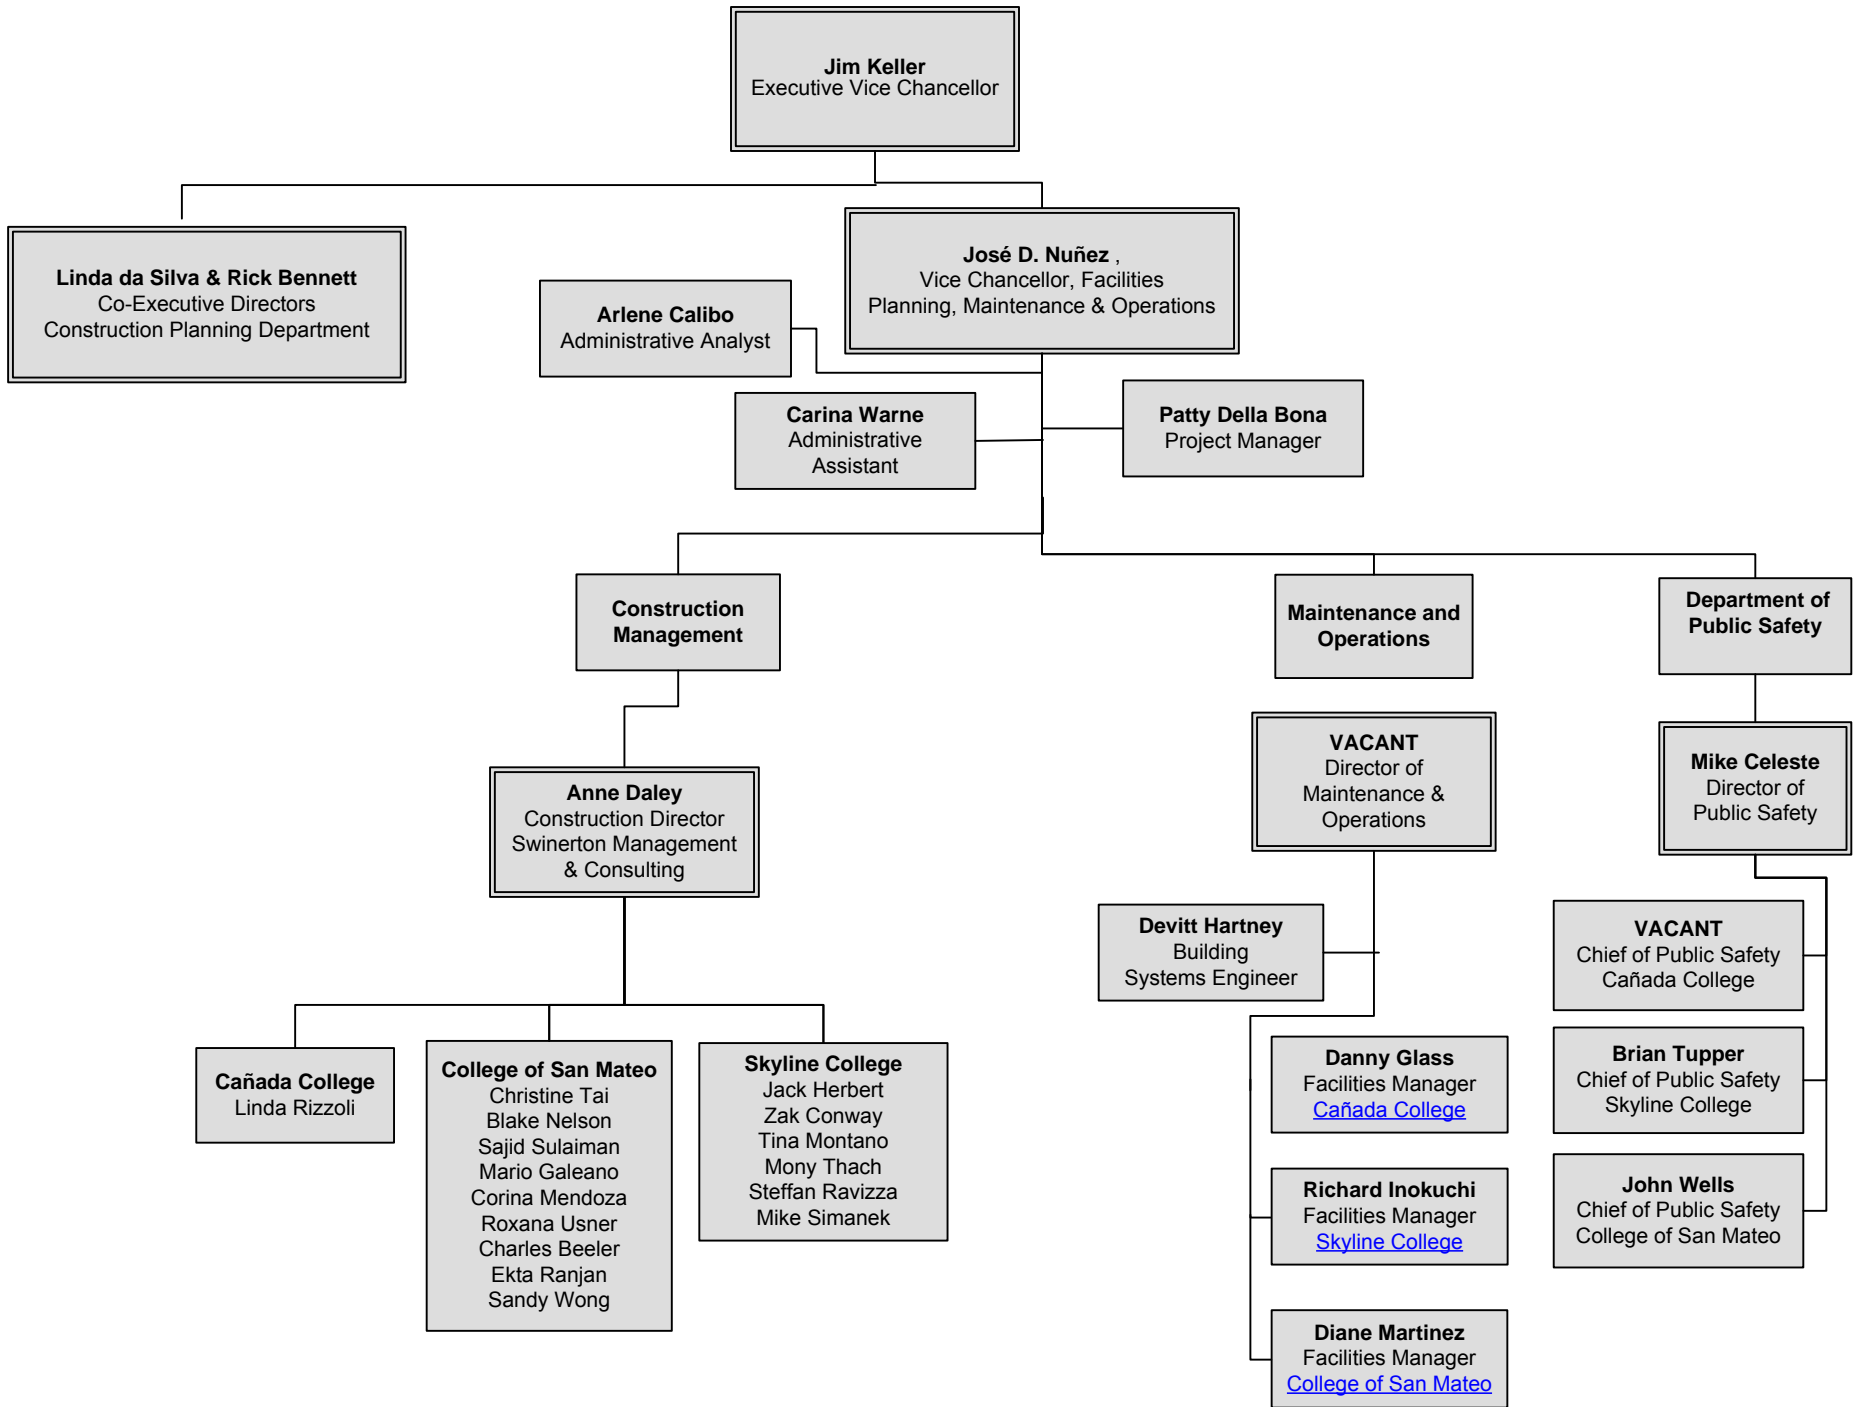 Jim Keller
Executive Vice Chancellor
Linda da Silva & Rick Bennett
Co-Executive Directors
Construction Planning Department
José D. Nuñez ,
Vice Chancellor, Facilities
Planning, Maintenance & Operations
Arlene Calibo
Administrative Analyst
Carina Warne
Administrative
Assistant
Patty Della Bona
Project Manager
Construction
Management
Maintenance and
Operations
Department of
Public Safety
Anne Daley
Construction Director
Swinerton Management
& Consulting
VACANT
Director of
Maintenance &
Operations
Mike Celeste
Director of
Public Safety
Devitt Hartney
Building
Systems Engineer
VACANT
Chief of Public Safety
Cañada College
Cañada College
Linda Rizzoli
College of San Mateo
Christine Tai
Blake Nelson
Sajid Sulaiman
Mario Galeano
Corina Mendoza
Roxana Usner
Charles Beeler
Ekta Ranjan
Sandy Wong
Skyline College
Jack Herbert
Zak Conway
Tina Montano
Mony Thach
Steffan Ravizza
Mike Simanek
Danny Glass
Facilities Manager
Cañada College
Brian Tupper
Chief of Public Safety
Skyline College
Richard Inokuchi
Facilities Manager
Skyline College
John Wells
Chief of Public Safety
College of San Mateo
Diane Martinez
Facilities Manager
College of San Mateo